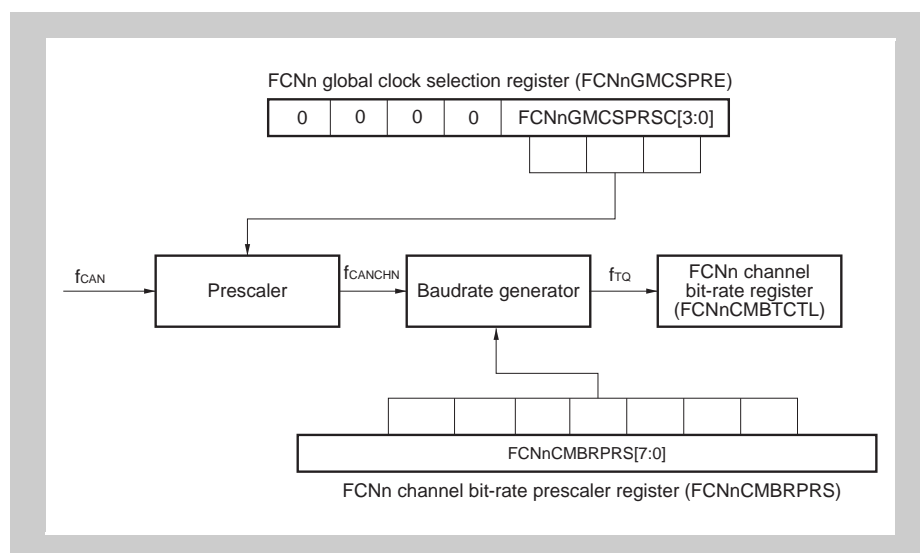 FCNn global clock selection register (FCNnGMCSPRE)
0 0 0 0 FCNnGMCSPRSC[3:0]
fCAN
Prescaler
fCANCHN
Baudrate generator
fTQ
FCNn channel
bit-rate register
(FCNnCMBTCTL)
FCNnCMBRPRS[7:0]
FCNn channel bit-rate prescaler register (FCNnCMBRPRS)